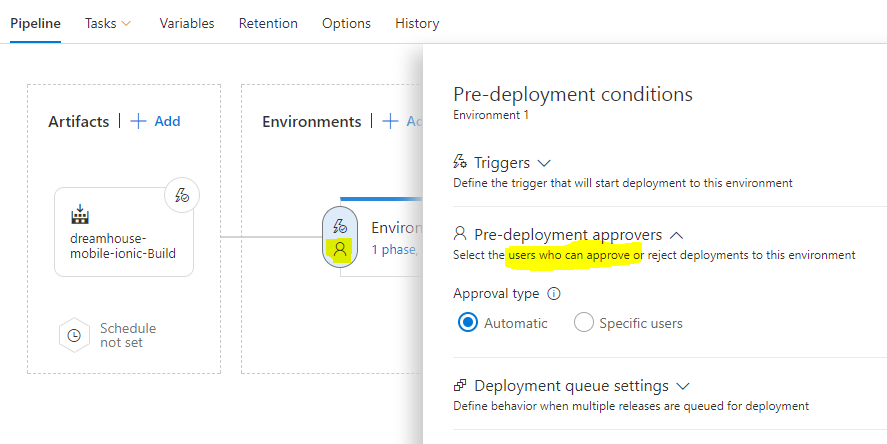 Pipeline Tasks Variables Retention Options History
Artifacts | + Add
Environments | + Ac
dreamhouse-
mobile-ionic-Build
Environ
1 phase,
Schedule
not set
Pre-deployment conditions
Environment 1
Triggers
Define the trigger that will start deployment to this environment
Pre-deployment approvers
Select the users who can approve or reject deployments to this environment
Approval type
Automatic Specific users
Deployment queue settings
Define behavior when multiple releases are queued for deployment